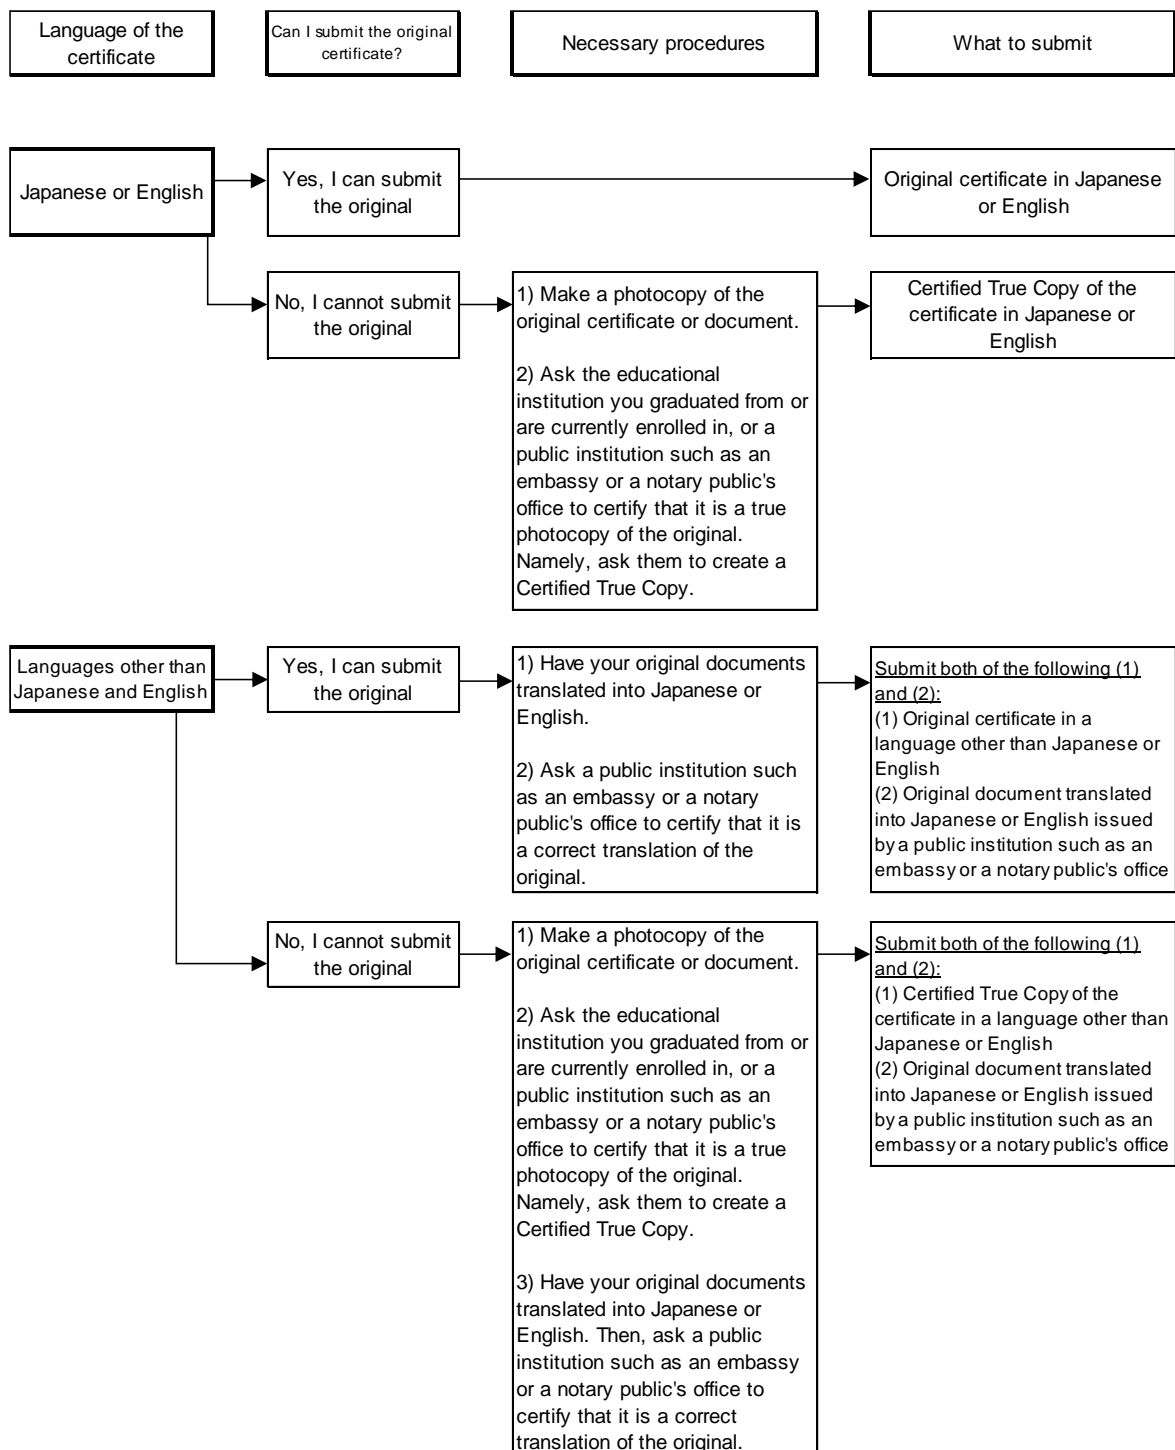 Language of the
certificate
Can I submit the original
certificate?
Necessary procedures
What to submit
Japanese or English
Yes, I can submit
the original
Original certificate in Japanese
or English
No, I cannot submit
the original
1) Make a photocopy of the
original certificate or document.
2) Ask the educational
institution you graduated from or
are currently enrolled in, or a
public institution such as an
embassy or a notary public's
office to certify that it is a true
photocopy of the original.
Namely, ask them to create a
Certified True Copy.
Certified True Copy of the
certificate in Japanese or
English
Languages other than
Japanese and English
Yes, I can submit
the original
1) Have your original documents
translated into Japanese or
English.
2) Ask a public institution such
as an embassy or a notary
public's office to certify that it is
a correct translation of the
original.
Submit both of the following (1)
and (2):
(1) Original certificate in a
language other than Japanese or
English
(2) Original document translated
into Japanese or English issued
by a public institution such as an
embassy or a notary public's office
No, I cannot submit
the original
1) Make a photocopy of the
original certificate or document.
2) Ask the educational
institution you graduated from or
are currently enrolled in, or a
public institution such as an
embassy or a notary public's
office to certify that it is a true
photocopy of the original.
Namely, ask them to create a
Certified True Copy.
3) Have your original documents
translated into Japanese or
English. Then, ask a public
institution such as an embassy
or a notary public's office to
certify that it is a correct
translation of the original.
Submit both of the following (1)
and (2):
(1) Certified True Copy of the
certificate in a language other than
Japanese or English
(2) Original document translated
into Japanese or English issued
by a public institution such as an
embassy or a notary public's office